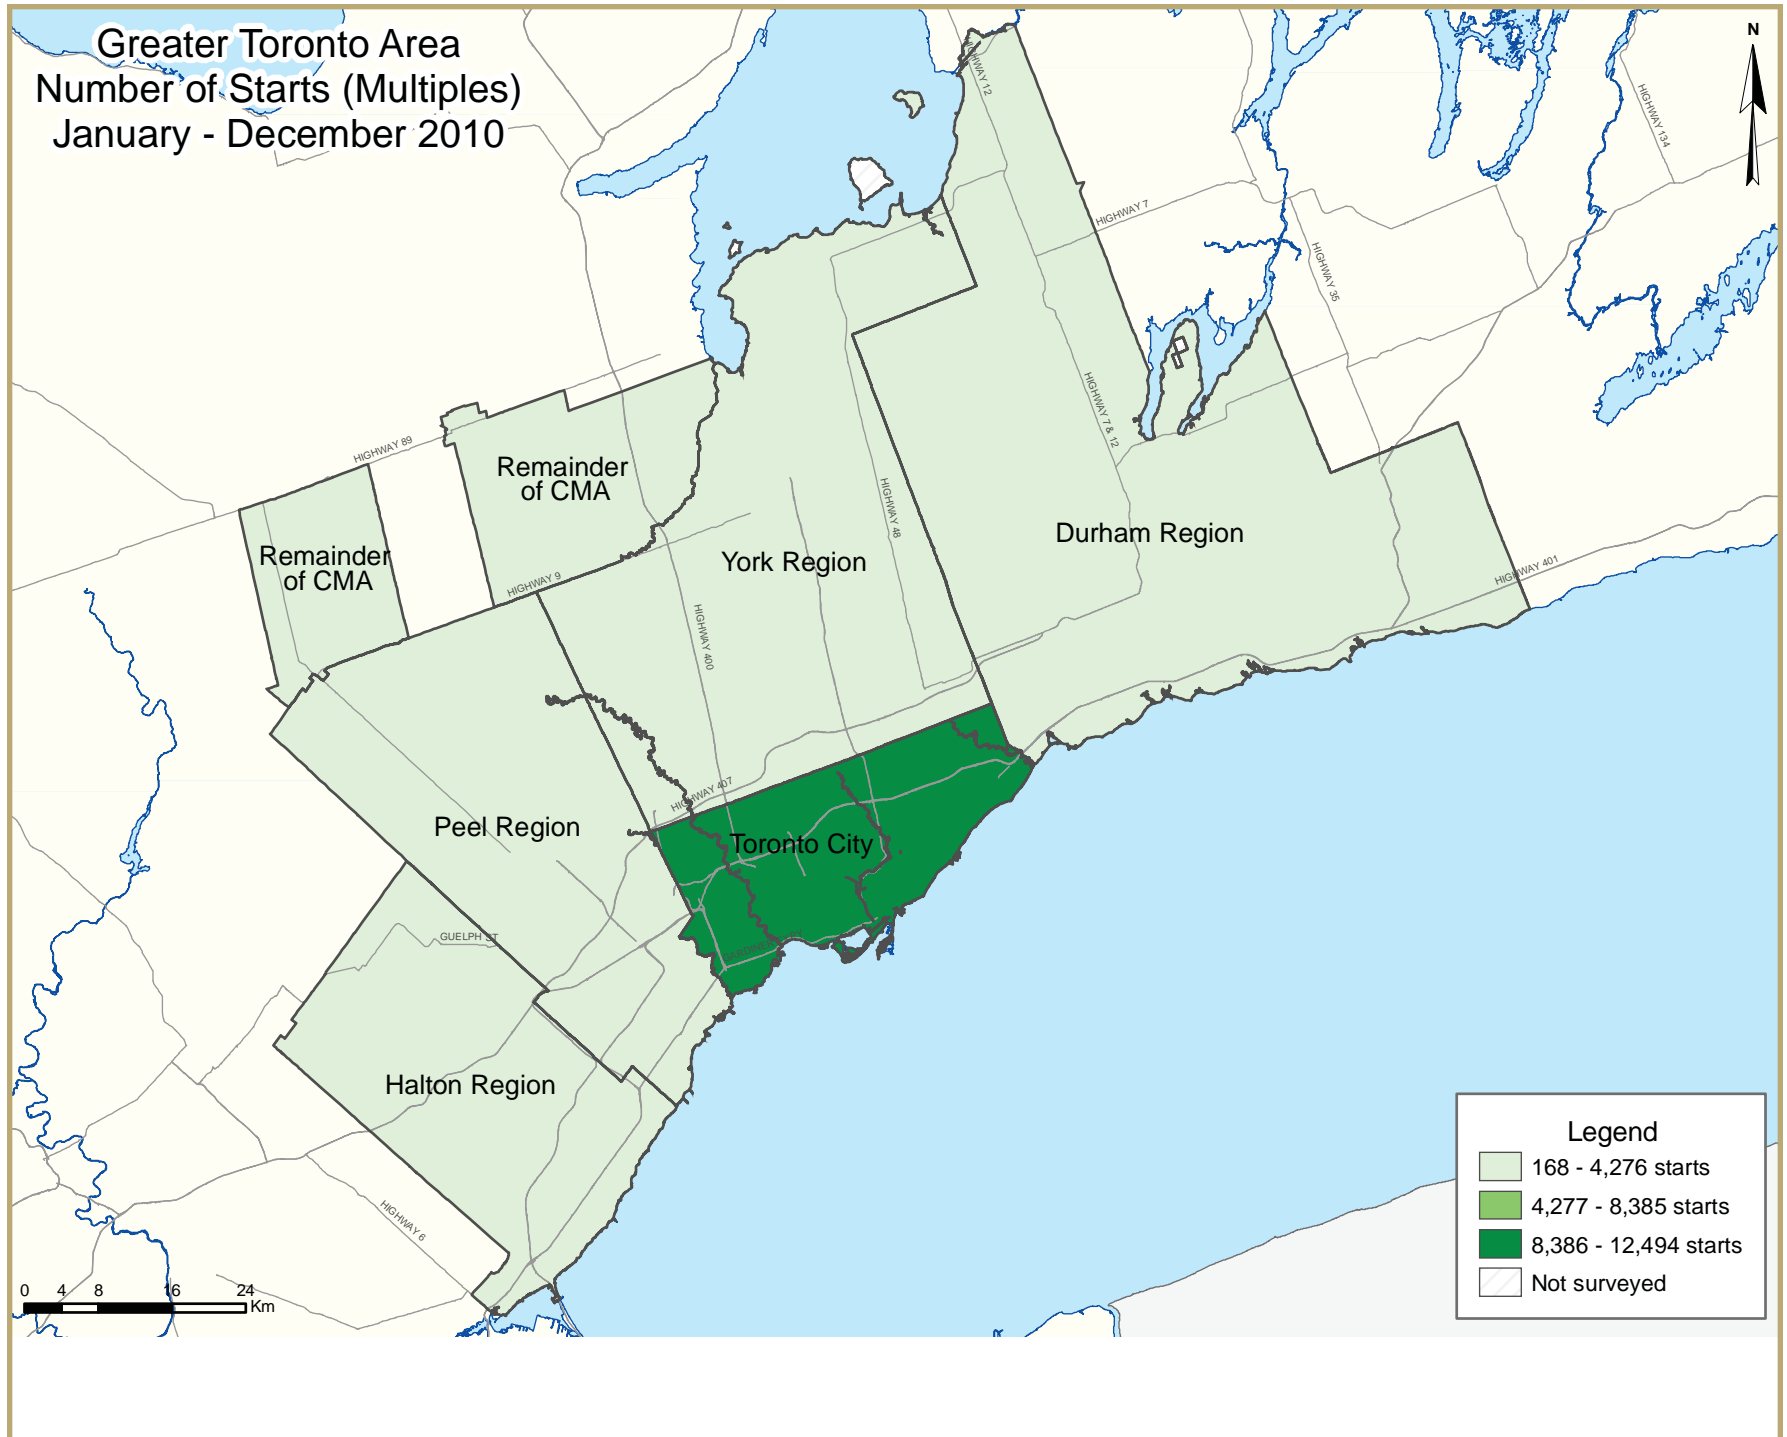 Greater Toronto Area
Number of Starts (Multiples)
January - December 2010
N
HIGHWAY 12
HIGHWAY 134
HIGHWAY 7
HIGHWAY 35
HIGHWAY 7 & 12
HIGHWAY 89
Remainder
of CMA
HIGHWAY 48
Durham Region
Remainder
of CMA
York Region
HIGHWAY 9
HIGHWAY 401
HIGHWAY 400
HIGHWAY 407
Peel Region
Toronto City
GUELPH ST
Halton Region
HIGHWAY 6
Legend
168 - 4,276 starts
4,277 - 8,385 starts
8,386 - 12,494 starts
Not surveyed
0 4 8 16 24
Km